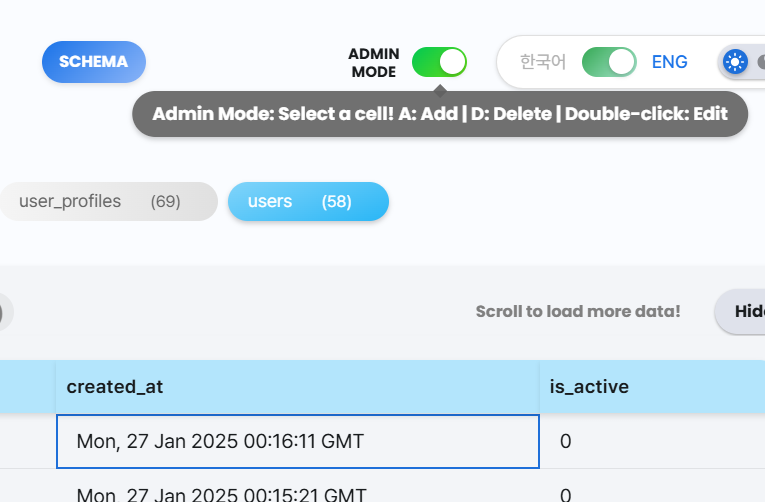 SCHEMA
ADMIN
MODE
한국어
ENG
Admin Mode: Select a cell! A: Add | D: Delete | Double-click: Edit
user_profiles (69)
users (58)
Scroll to load more data!
created_at
is_active
Mon, 27 Jan 2025 00:16:11 GMT
0
Mon, 27 Jan 2025 00:15:21 GMT
0